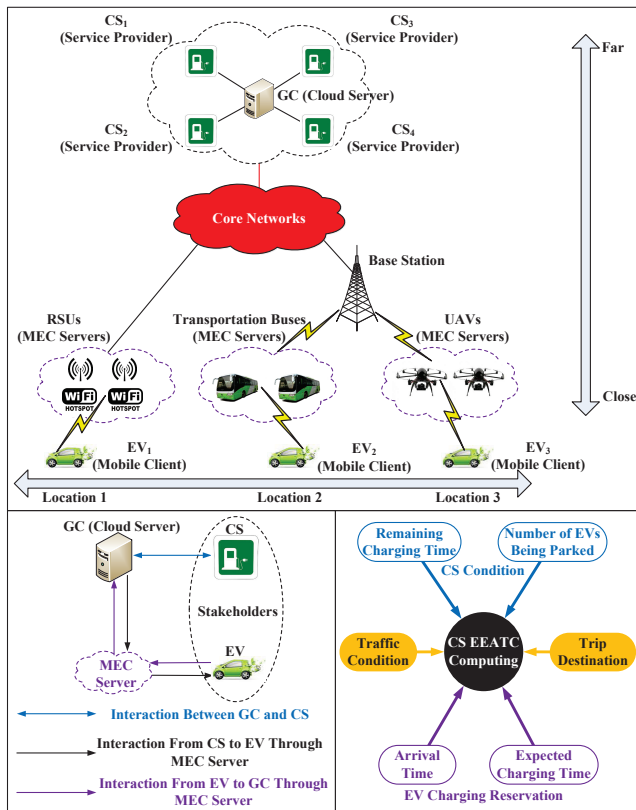 CS1
(Service Provider)
CS3
(Service Provider)
Far
GC (Cloud Server)
CS2
(Service Provider)
CS4
(Service Provider)
Core Networks
Base Station
RSUs
(MEC Servers)
Transportation Buses
(MEC Servers)
UAVs
(MEC Servers)
WiFi
HOTSPOT
WiFi
HOTSPOT
Close
EV1
(Mobile Client)
EV2
(Mobile Client)
EV3
(Mobile Client)
Location 1
Location 2
Location 3
GC (Cloud Server)
CS
Stakeholders
MEC
Server
EV
Interaction Between GC and CS
Interaction From CS to EV Through
MEC Server
Interaction From EV to GC Through
MEC Server
Remaining
Charging Time
Number of EVs
Being Parked
CS Condition
Traffic
Condition
CS EEATC
Computing
Trip
Destination
Arrival
Time
Expected
Charging Time
EV Charging Reservation